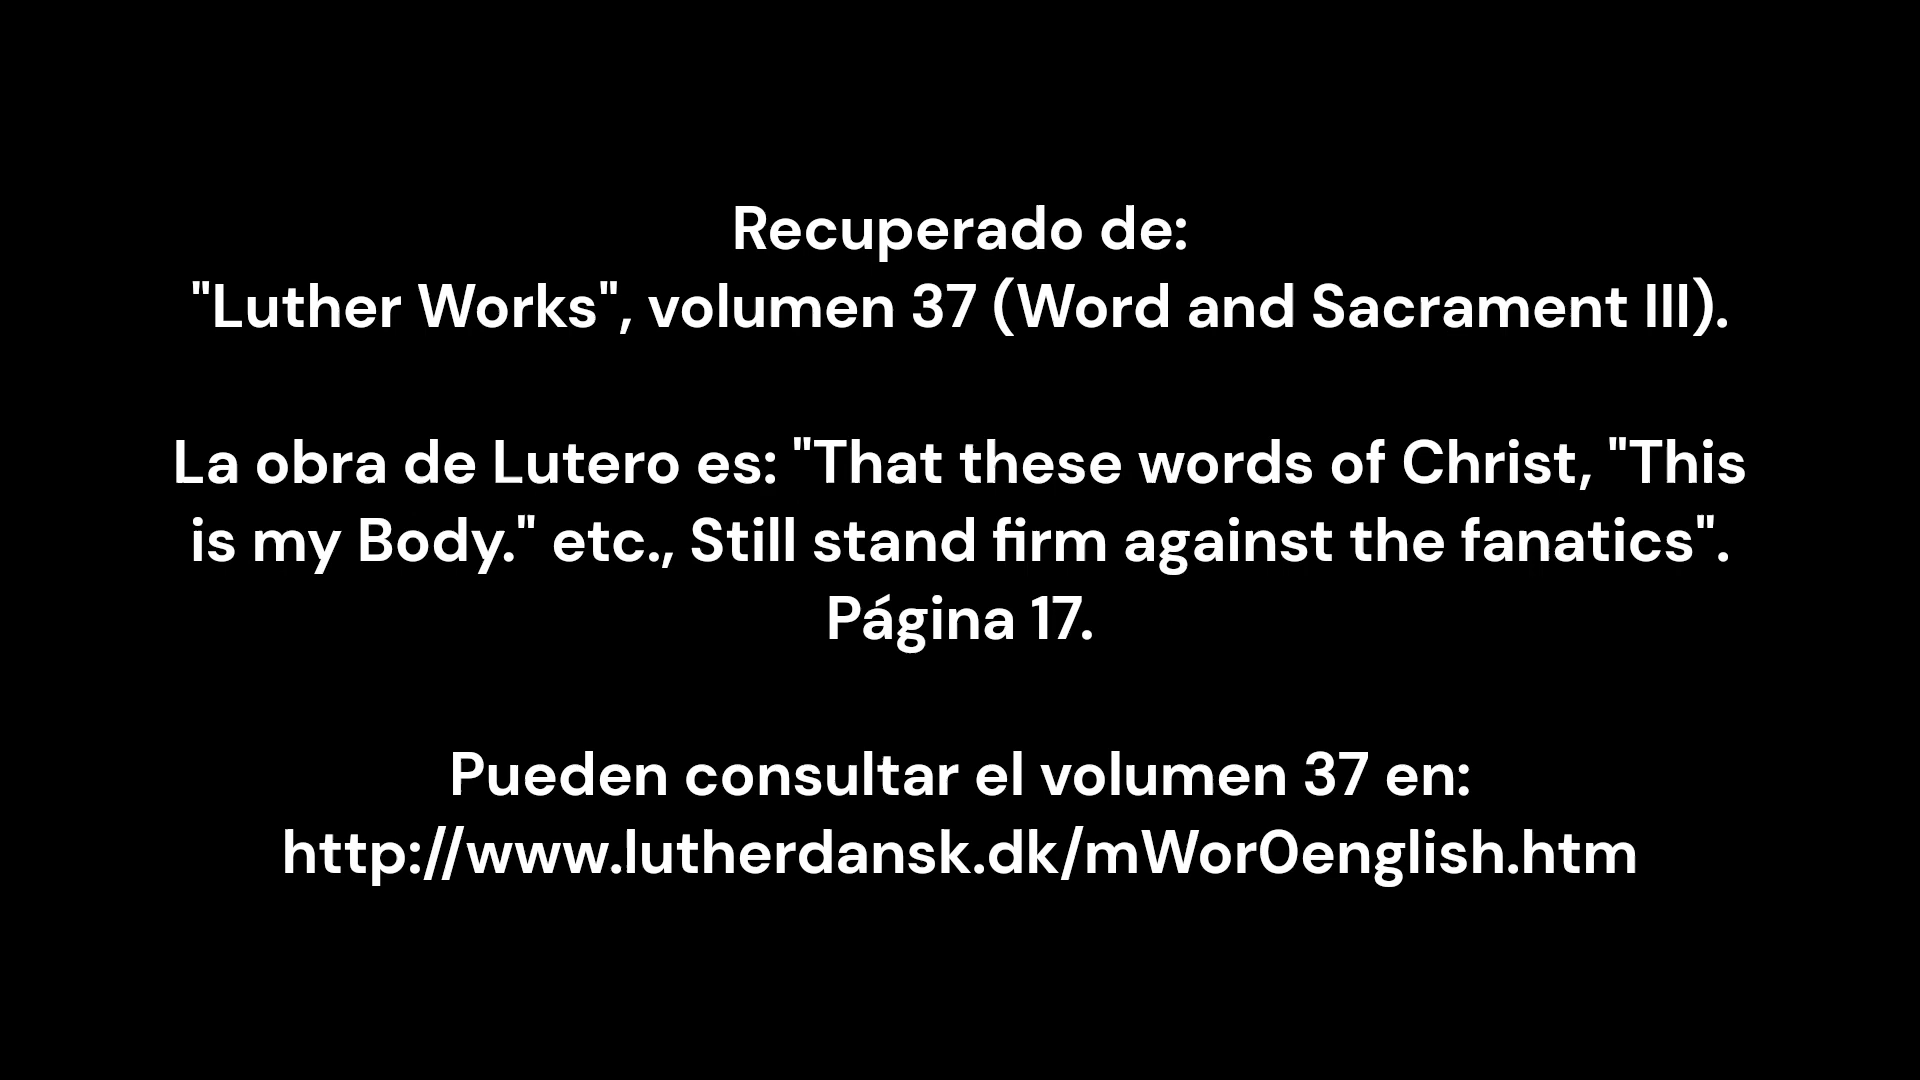 Recuperado de:
"Luther Works", volumen 37 (Word and Sacrament III).
La obra de Lutero es: "That these words of Christ, "This
is my Body." etc., Still stand firm against the fanatics".
Página 17.
Pueden consultar el volumen 37 en:
http://www.lutherdansk.dk/mWor0english.htm